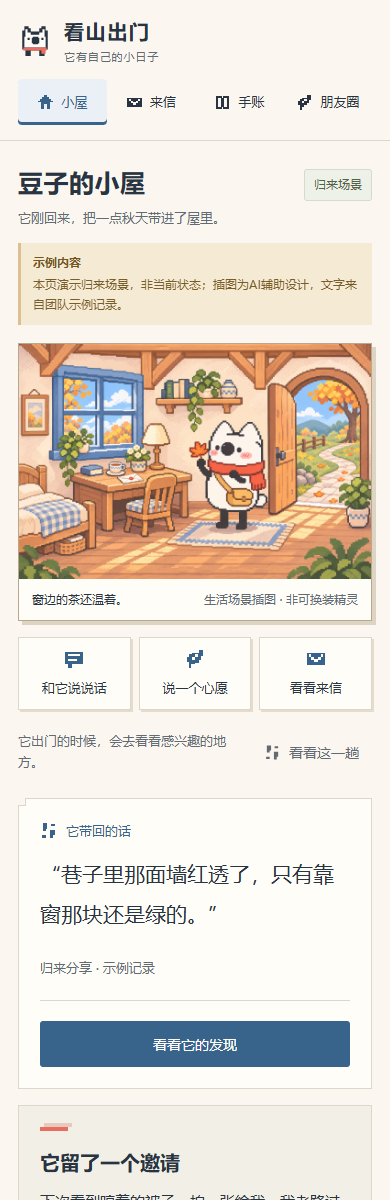 看山出门
它有自己的小日子
小屋
来信
手账
朋友圈
豆子的小屋
归来场景
它刚回来，把一点秋天带进了屋里。
示例内容
本页演示归来场景，非当前状态；插图为AI辅助设计，文字来
自团队示例记录。
窗边的茶还温着。
生活场景插图 · 非可换装精灵
和它说说话
说一个心愿
看看来信
它出门的时候，会去看看感兴趣的地
方。
看看这一趟
它带回的话
“巷子里那面墙红透了，只有靠
窗那块还是绿的。”
归来分享 · 示例记录
看看它的发现
它留了一个邀请